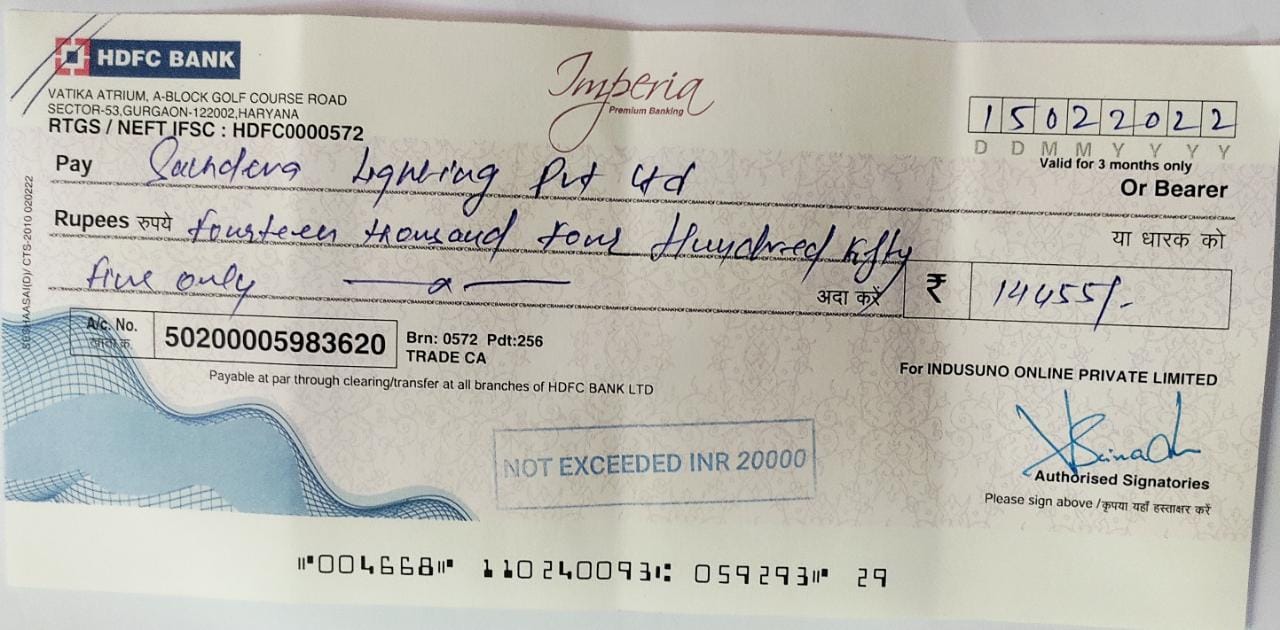 HDFC BANK
Imperia
Premium Banking
VATIKA ATRIUM, A-BLOCK GOLF COURSE ROAD
SECTOR-53,GURGAON-122002,HARYANA
RTGS / NEFT IFSC : HDFC0000572
15022022
D D M M Y Y Y Y
Valid for 3 months only
Pay Pvt Ltd
Or Bearer
Rupees रुपये fourteen thousand four Hundred fifty
या धारक को
five only
अदा करें
₹ 14455/-
A/c. No.
50200005983620
Brn: 0572 Pdt:256
TRADE CA
Payable at par through clearing/transfer at all branches of HDFC BANK LTD
For INDUSUNO ONLINE PRIVATE LIMITED
NOT EXCEEDED INR 20000
Authorised Signatories
Please sign above /कृपया यहाँ हस्ताक्षर करें
CTS-2010 020222
⑈004668⑈ 110240093⑆ 059293⑈ 29